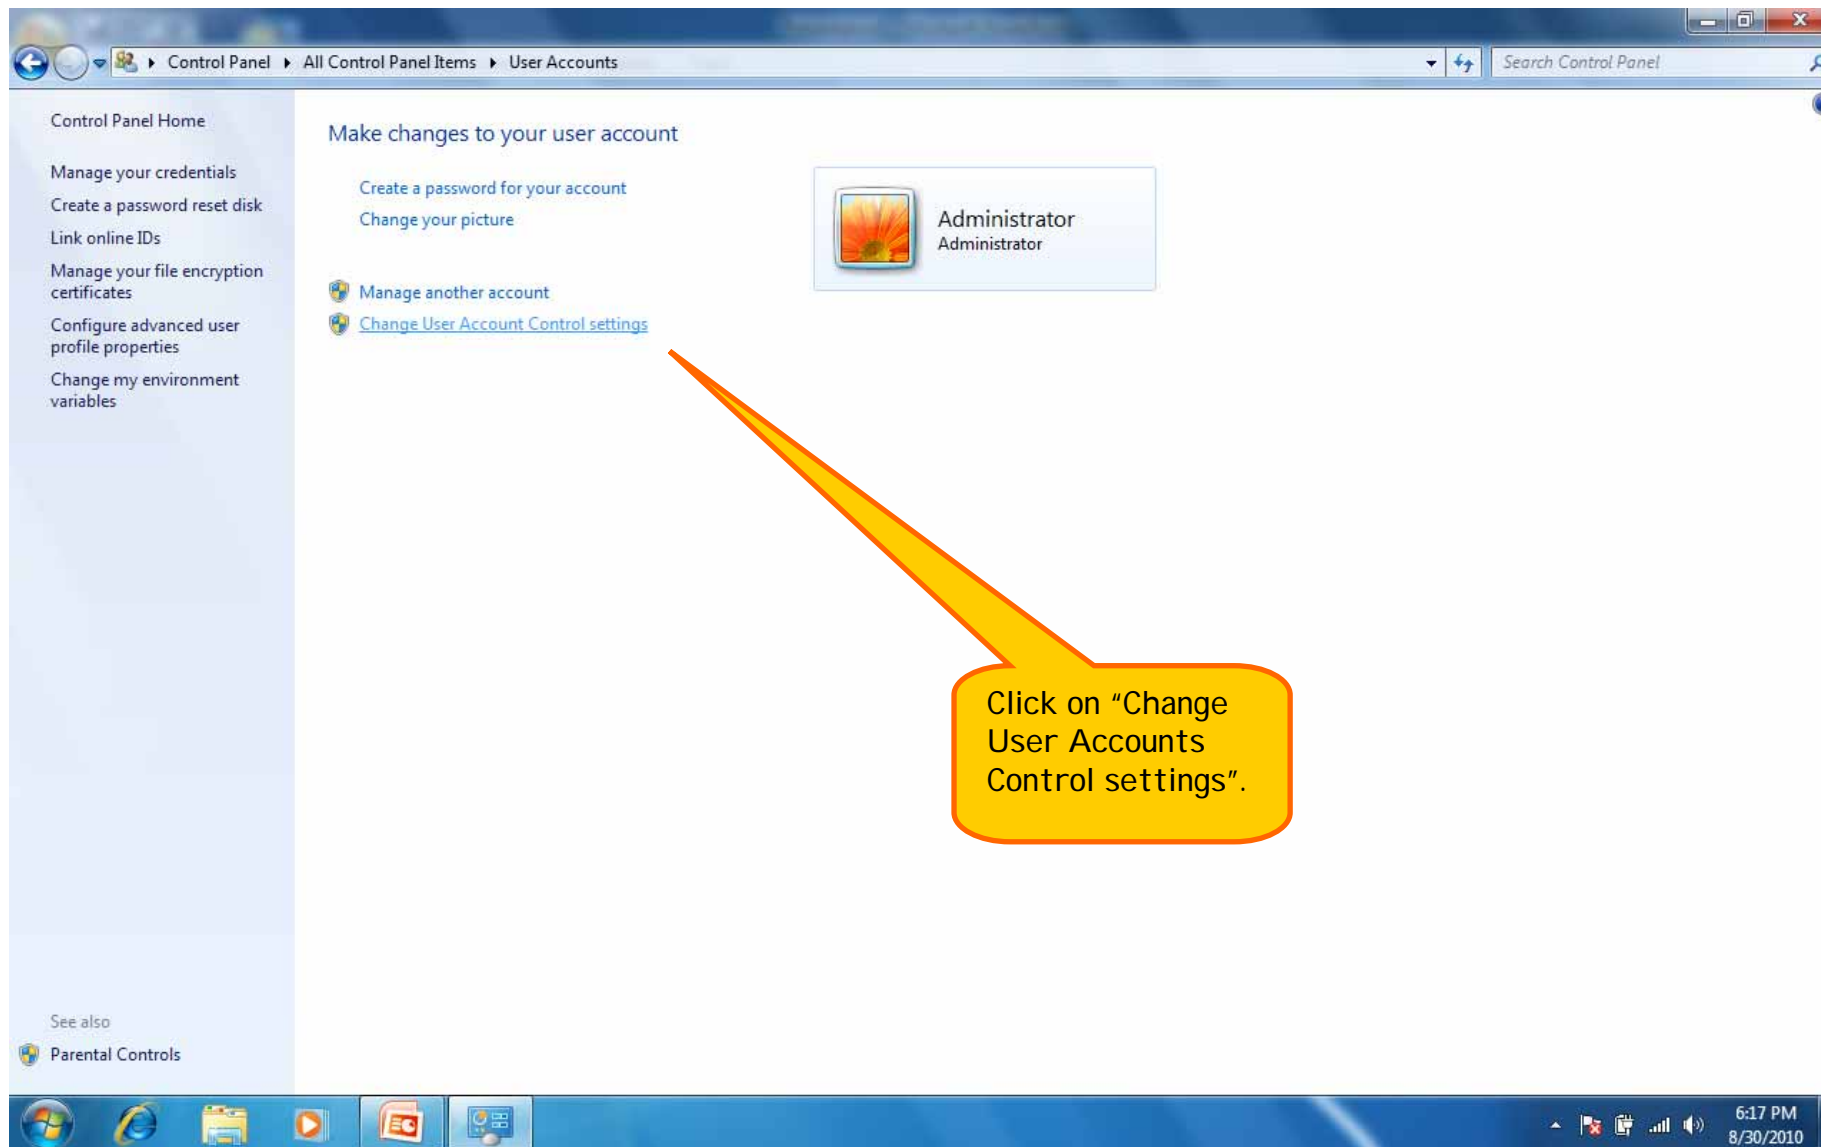 Control Panel
All Control Panel Items
User Accounts
Search Control Panel
Control Panel Home
Manage your credentials
Create a password reset disk
Link online IDs
Manage your file encryption
certificates
Configure advanced user
profile properties
Change my environment
variables
See also
Parental Controls
Make changes to your user account
Create a password for your account
Change your picture
Manage another account
Change User Account Control settings
Administrator
Administrator
Click on “Change
User Accounts
Control settings”.
6:17 PM
8/30/2010